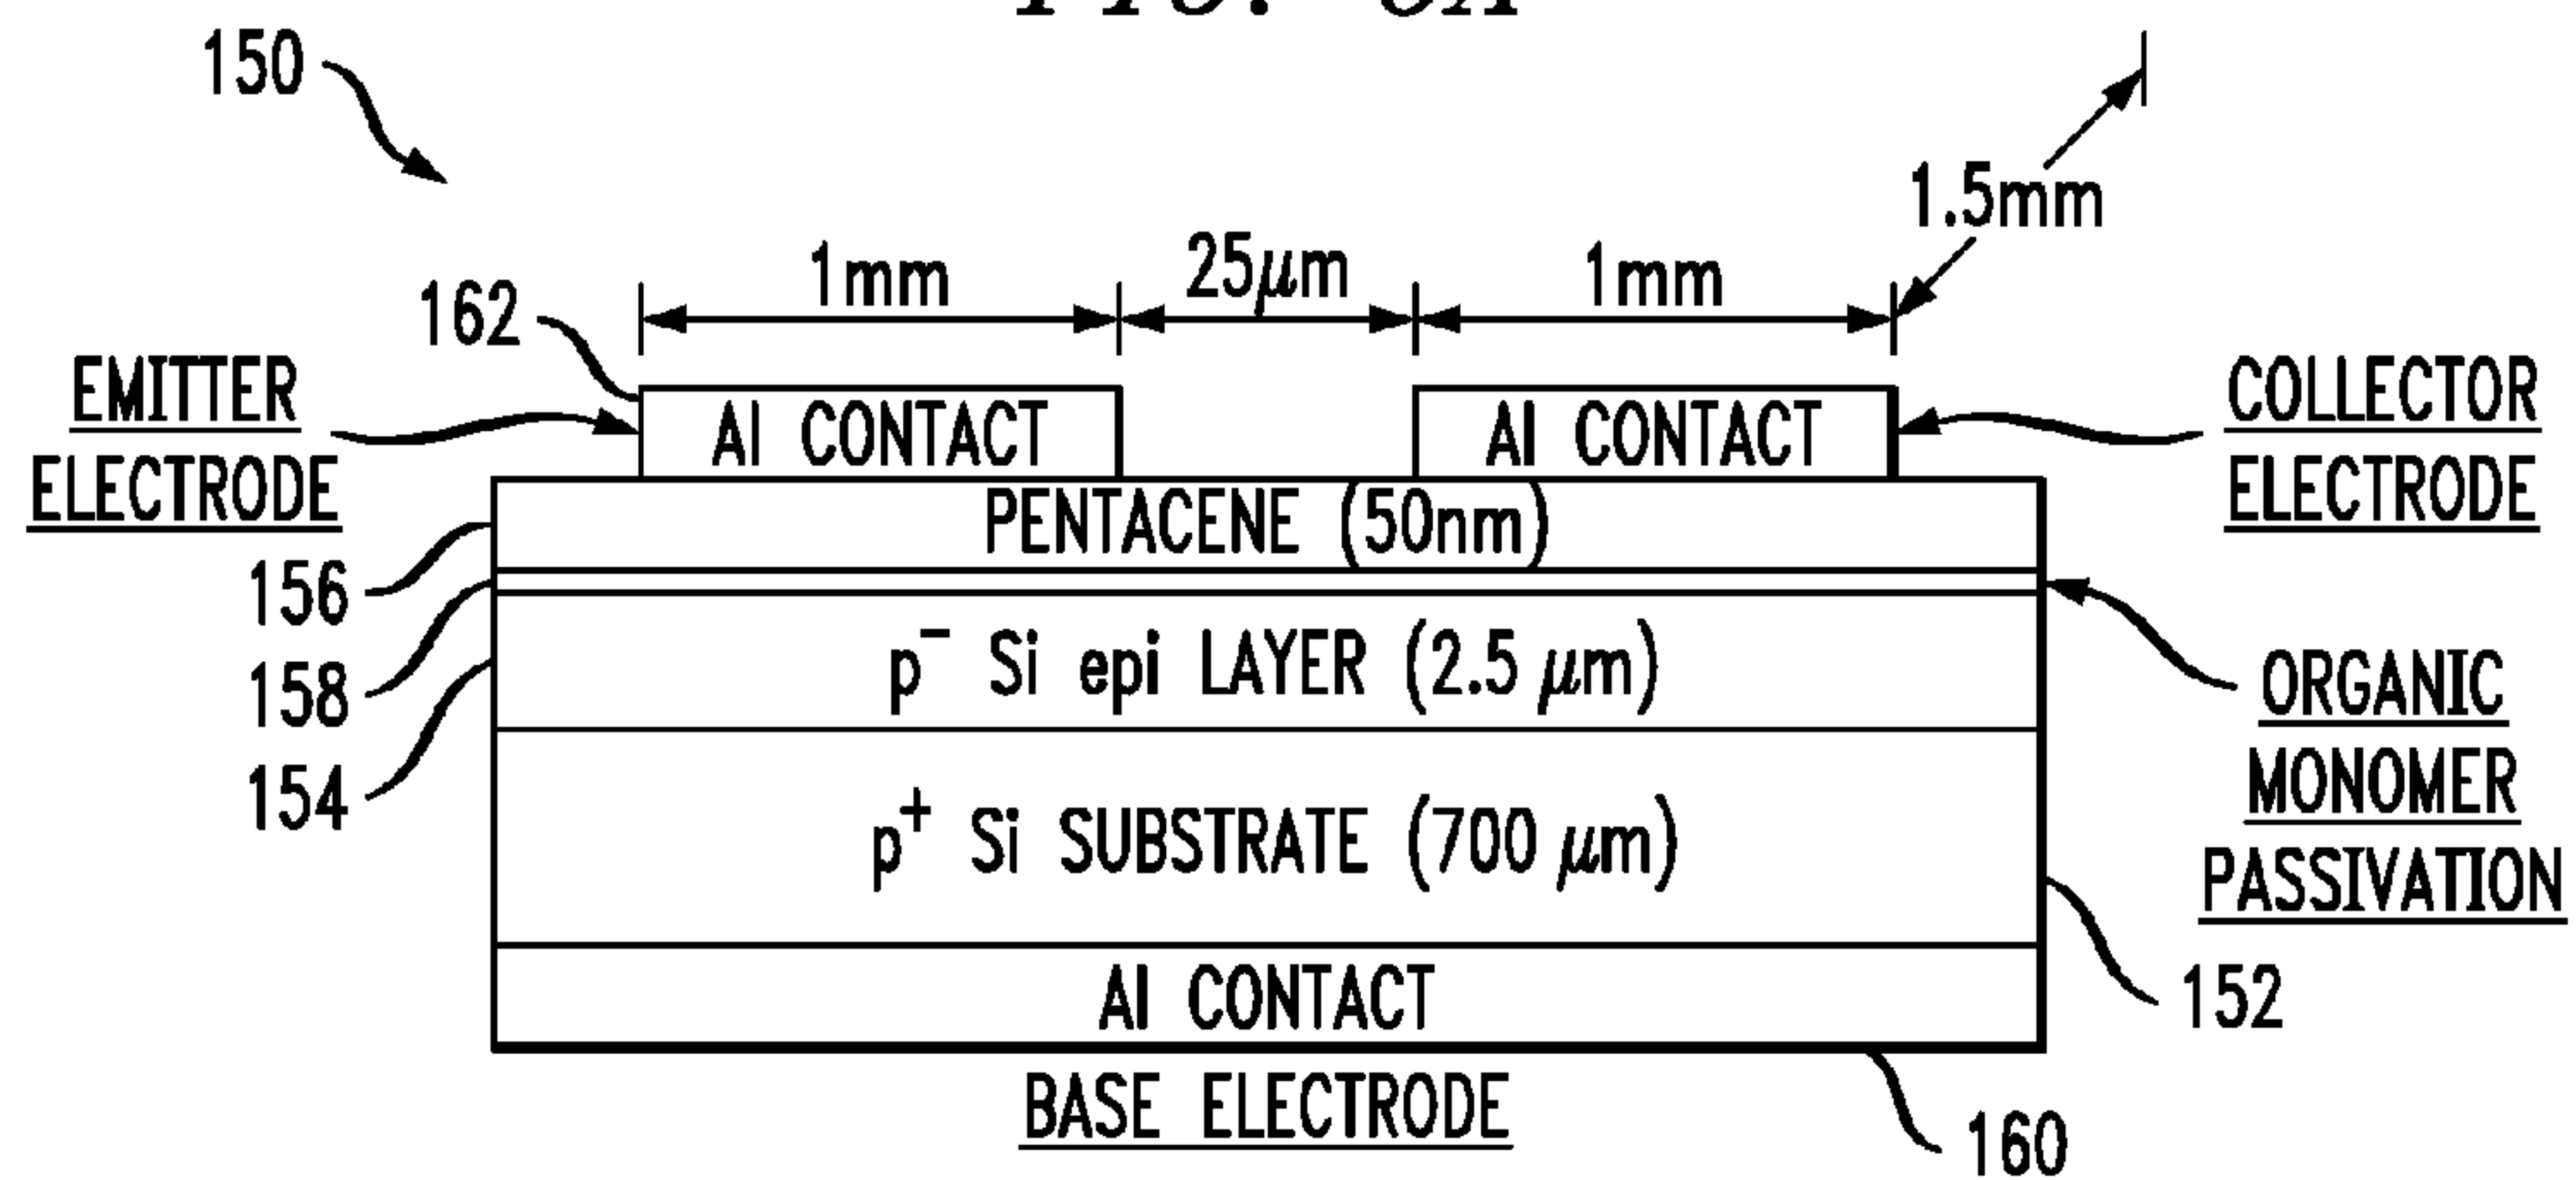 150
1.5mm
1mm
25μm
1mm
162
EMITTER
ELECTRODE
Al CONTACT
Al CONTACT
COLLECTOR
ELECTRODE
PENTACENE (50nm)
156
158
154
p⁻ Si epi LAYER (2.5 μm)
ORGANIC
MONOMER
PASSIVATION
p⁺ Si SUBSTRATE (700 μm)
152
Al CONTACT
BASE ELECTRODE
160